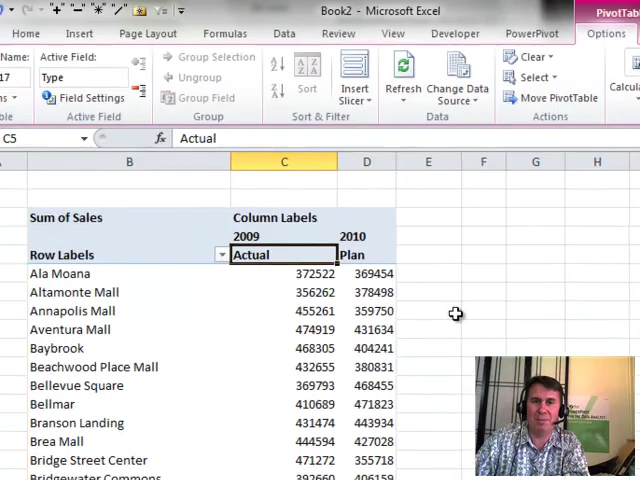 Book2 - Microsoft Excel
PivotTabl
Home Insert Page Layout Formulas Data Review View Developer PowerPivot Options
Active Field:
Type
Field Settings
Active Field
Group Selection
Ungroup
Group Field
Group
Sort
Insert Slicer
Sort & Filter
Refresh
Change Data Source
Data
Clear
Select
Move PivotTable
Actions
Calcula
17
C5 fx Actual
B C D E F G H
Sum of Sales Column Labels
2009 2010
Row Labels Actual Plan
Ala Moana 372522 369454
Altamonte Mall 356262 378498
Annapolis Mall 455261 359750
Aventura Mall 474919 431634
Baybrook 468305 404241
Beachwood Place Mall 432655 380831
Bellevue Square 369793 468455
Bellmar 410689 471823
Branson Landing 431474 443934
Brea Mall 444594 427028
Bridge Street Center 471272 355718
Bridgewater Commons 392660 406159